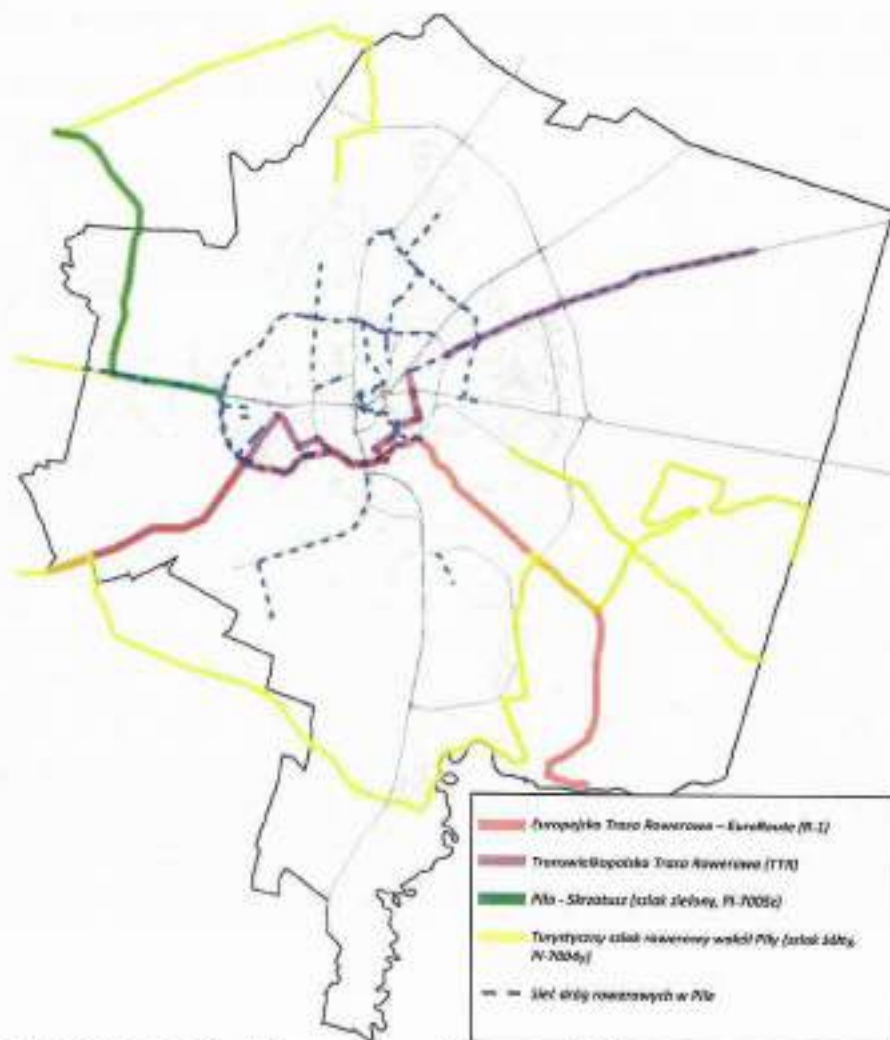 Europejska Trasa Rowerowa – EuroRoute (R-1)
Transwielkopolska Trasa Rowerowa (TTR)
Piła - Skrzatusz (szlak zielony, PI-7005c)
Turystyczny szlak rowerowy wokół Piły (szlak żółty,
PI-7004y)
Sieć dróg rowerowych w Pile